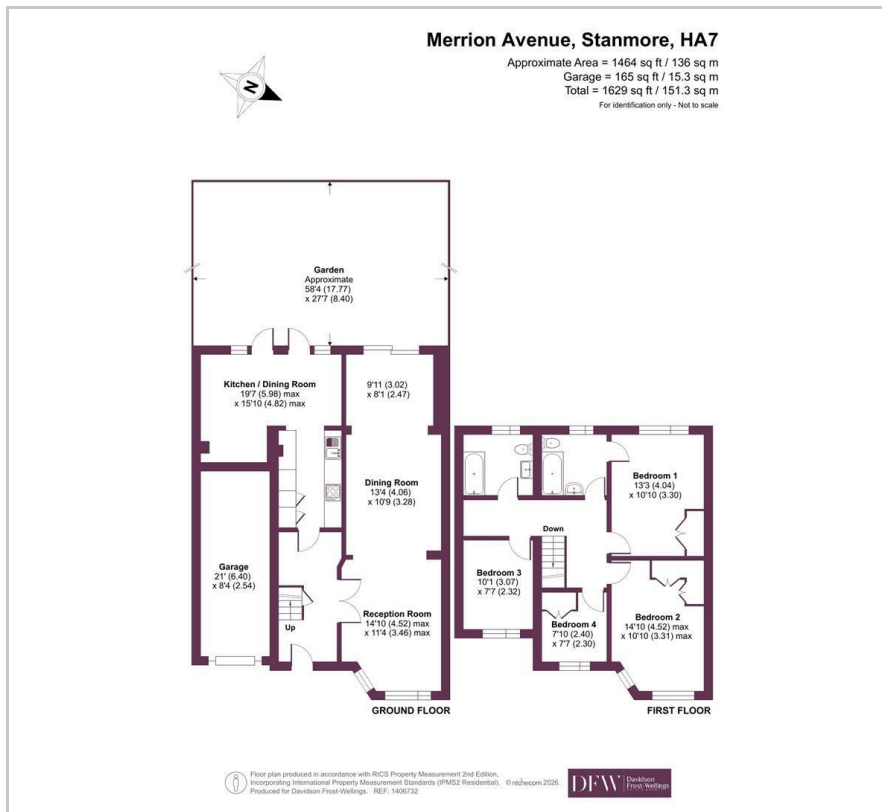 Merrion Avenue, Stanmore, HA7
Approximate Area = 1464 sq ft / 136 sq m
Garage = 165 sq ft / 15.3 sq m
Total = 1629 sq ft / 151.3 sq m
For identification only - Not to scale
N
Garden
Approximate
58'4 (17.77)
x 27'7 (8.40)
Kitchen / Dining Room
19'7 (5.98) max
x 15'10 (4.82) max
9'11 (3.02)
x 8'1 (2.47)
Dining Room
13'4 (4.06)
x 10'9 (3.28)
Garage
21' (6.40)
x 8'4 (2.54)
Up
Reception Room
14'10 (4.52) max
x 11'4 (3.46) max
GROUND FLOOR
Bedroom 1
13'3 (4.04)
x 10'10 (3.30)
Down
Bedroom 3
10'1 (3.07)
x 7'7 (2.32)
Bedroom 4
7'10 (2.40)
x 7'7 (2.30)
Bedroom 2
14'10 (4.52) max
x 10'10 (3.31) max
FIRST FLOOR
Floor plan produced in accordance with RICS Property Measurement 2nd Edition,
Incorporating International Property Measurement Standards (IPMS2 Residential). © nichecom 2026.
Produced for Davidson Frost-Wellings. REF: 1406732
DFW
Davidson
Frost-Wellings